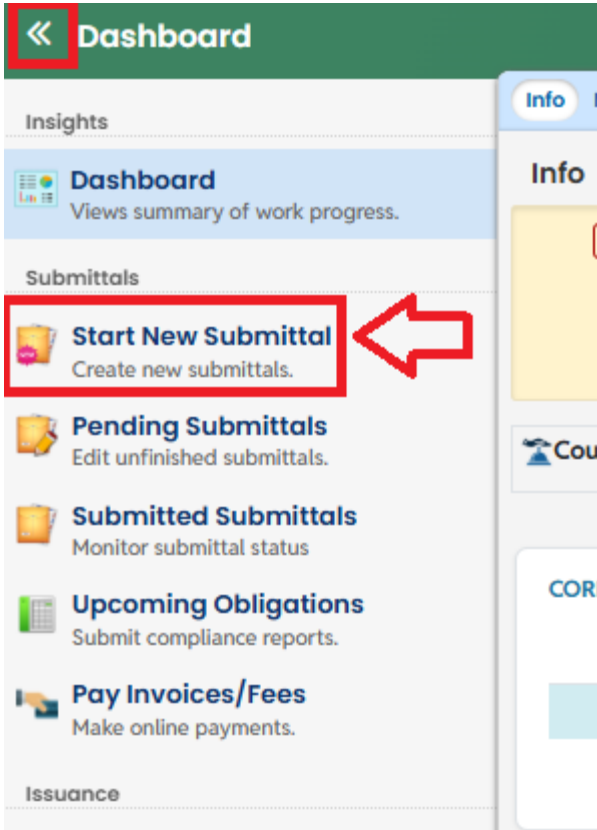 Dashboard
Insights
Dashboard
Views summary of work progress.
Submittals
Start New Submittal
Create new submittals.
Pending Submittals
Edit unfinished submittals.
Submitted Submittals
Monitor submittal status
Upcoming Obligations
Submit compliance reports.
Pay Invoices/Fees
Make online payments.
Issuance
Info
Info
Cou
COR